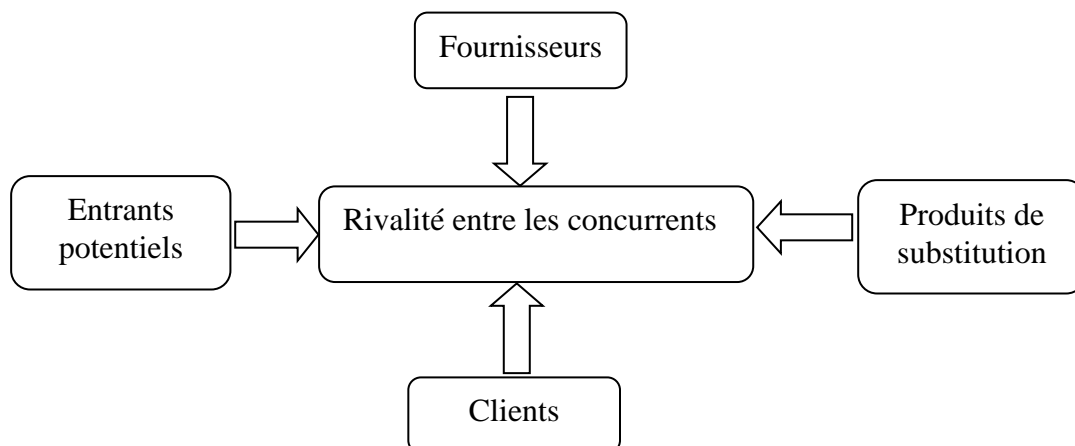 Fournisseurs
Entrants
potentiels
Rivalité entre les concurrents
Produits de
substitution
Clients